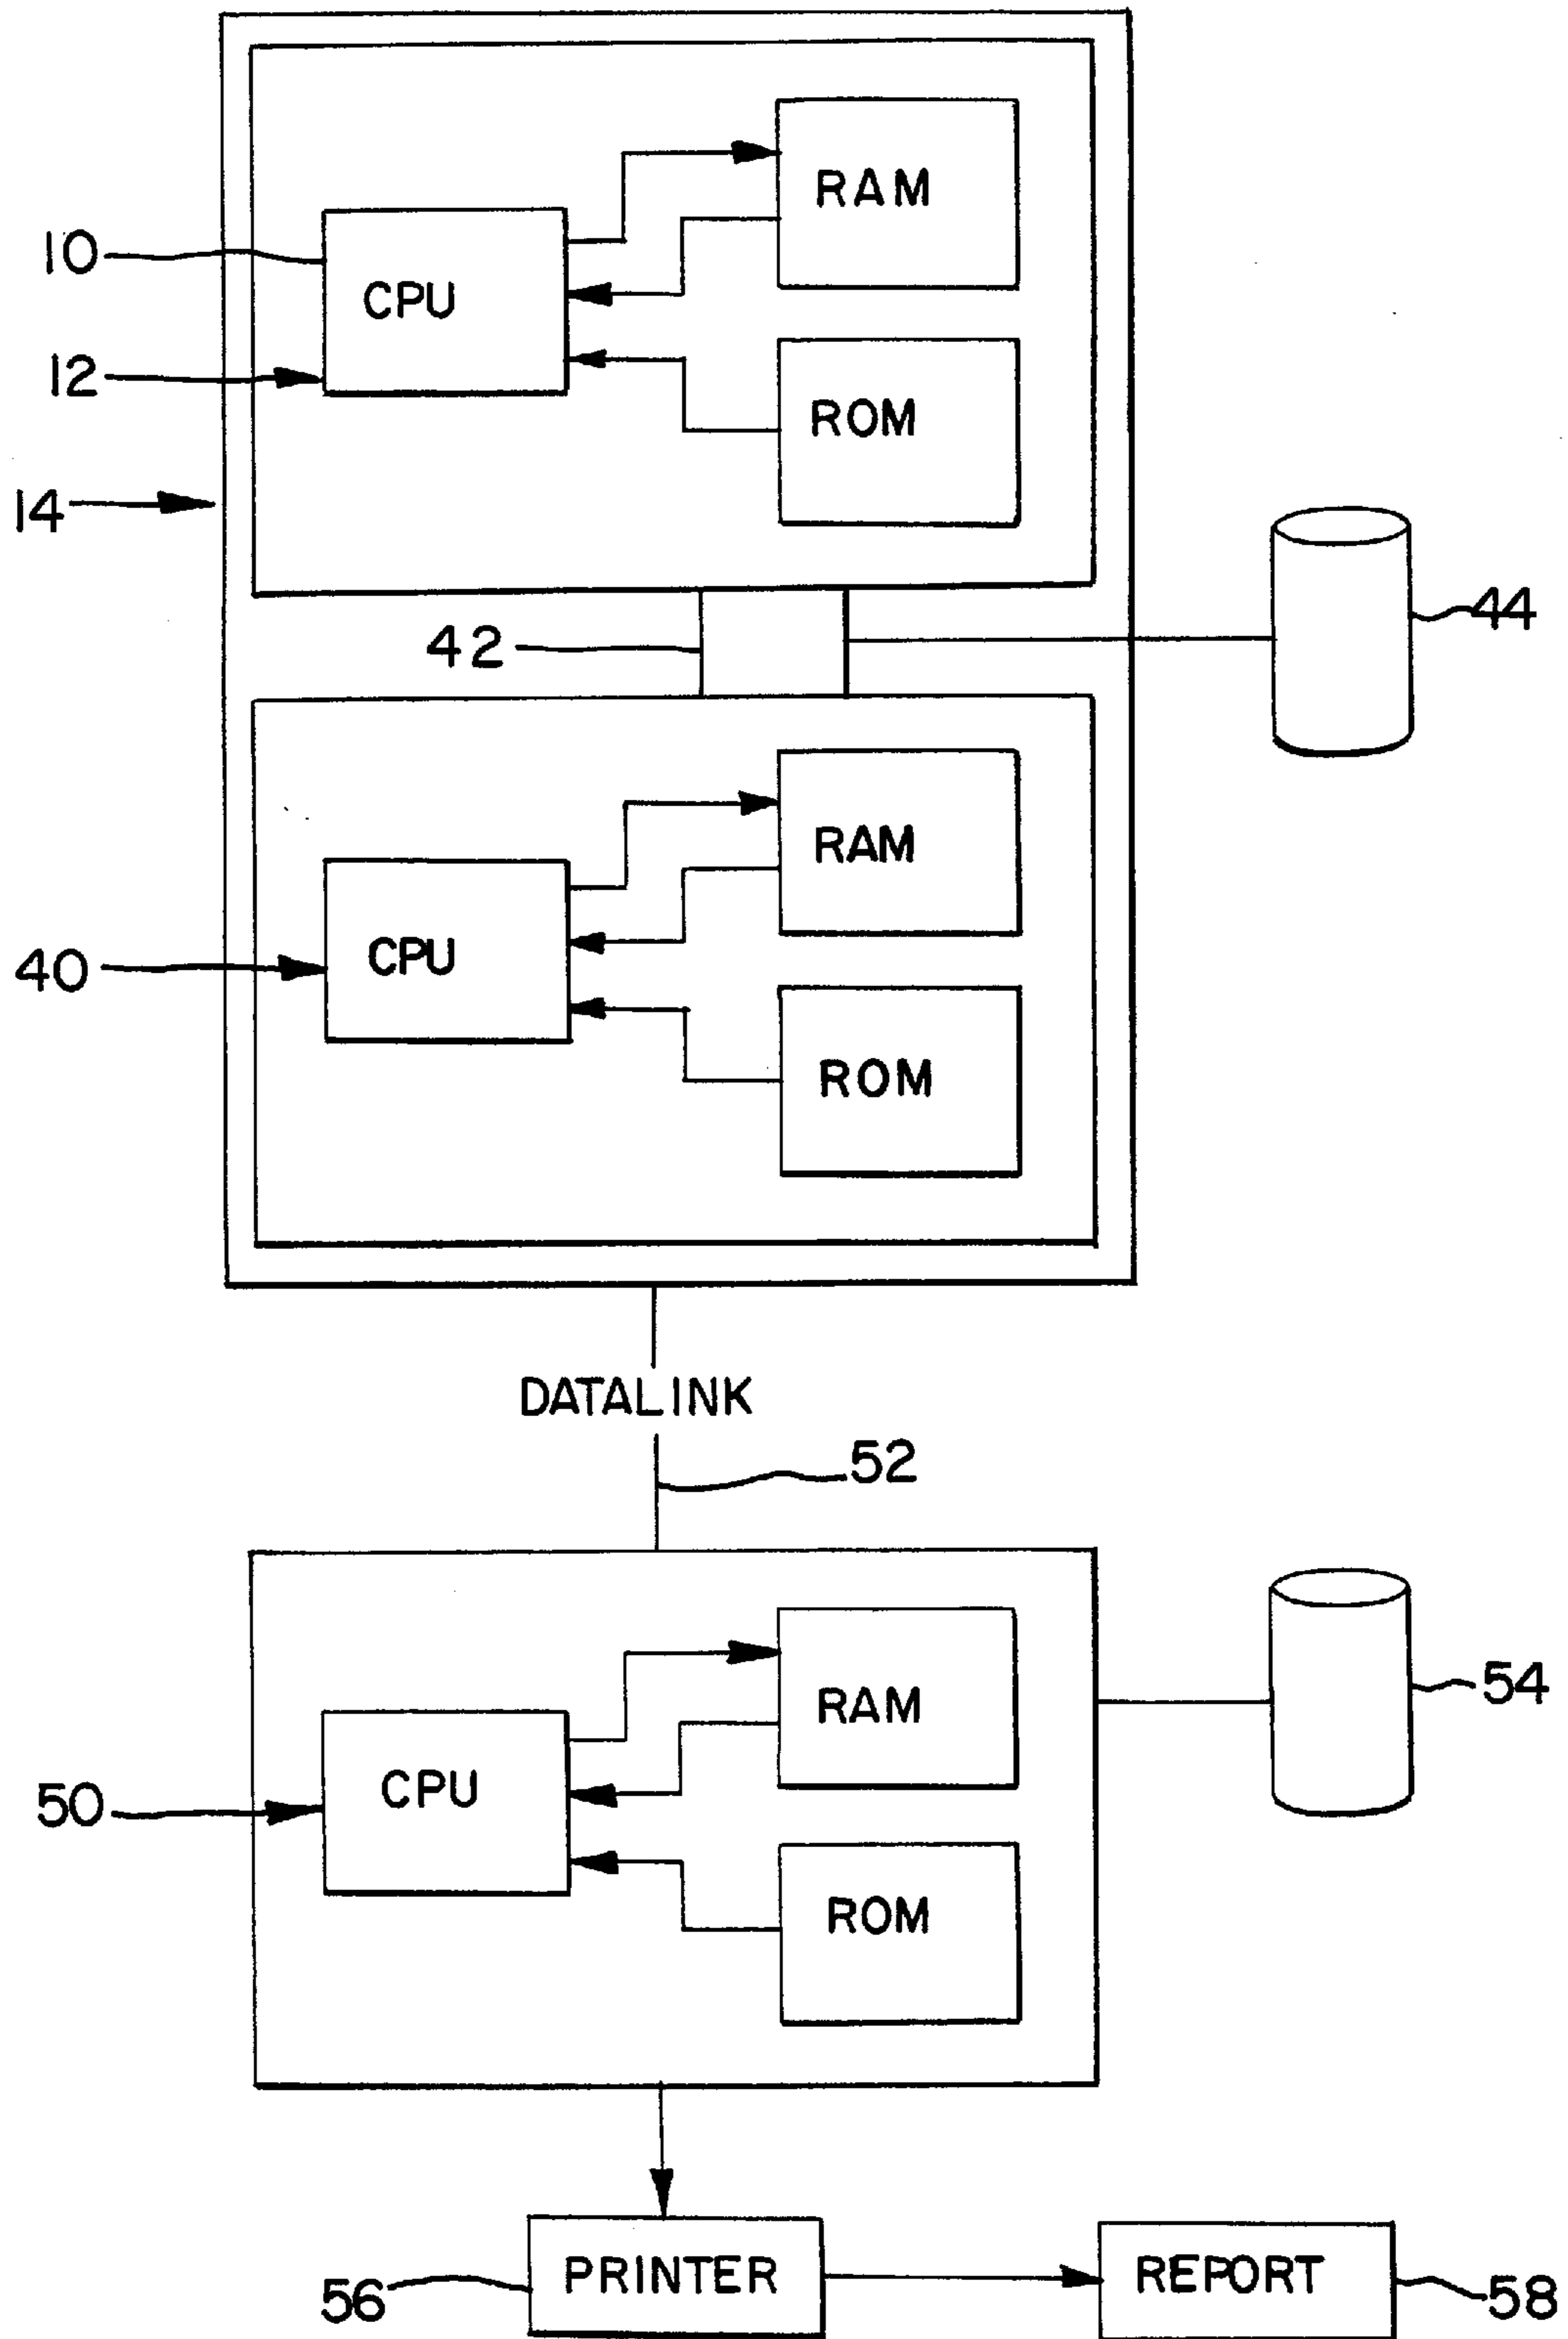 RAM
10
CPU
12
ROM
14
44
42
RAM
CPU
40
ROM
DATALINK
52
RAM
54
CPU
50
ROM
PRINTER
REPORT
56
58